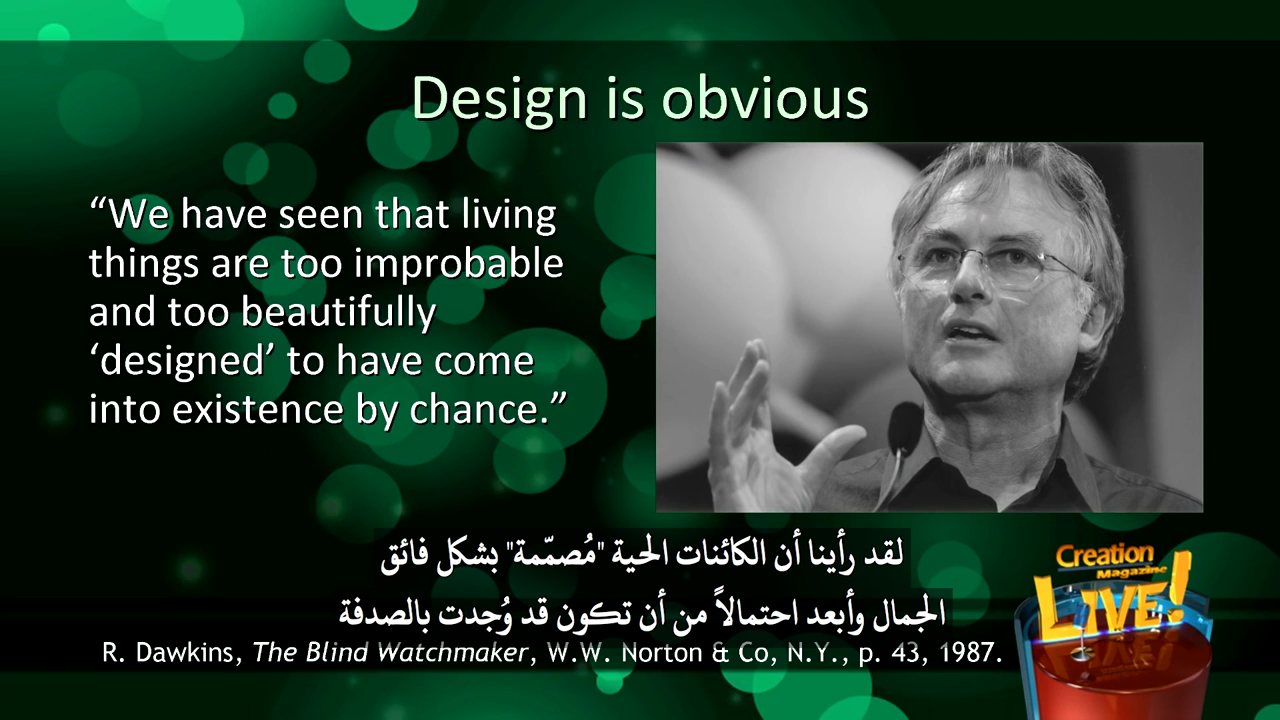 Design is obvious
“We have seen that living
things are too improbable
and too beautifully
‘designed’ to have come
into existence by chance.”
لقد رأينا أن الكائنات الحية "مُصمّمة" بشكل فائق
الجمال وأبعد احتمالاً من أن تكون قد وُجدت بالصدفة
R. Dawkins, The Blind Watchmaker, W.W. Norton & Co, N.Y., p. 43, 1987.
Creation
Magazine
LIVE!